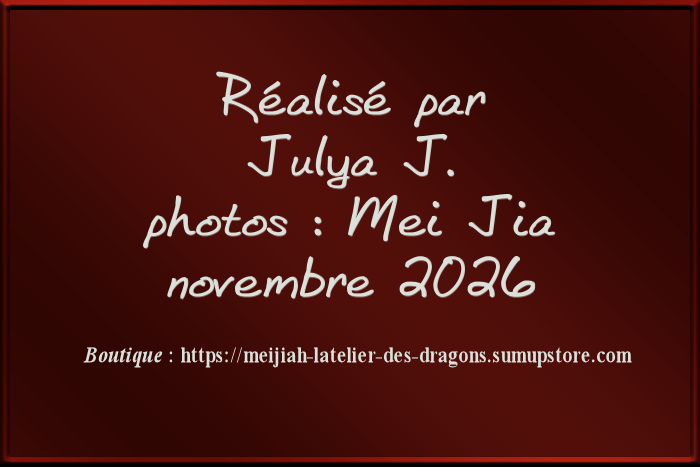 Réalisé par
Julya J.
photos : Mei Jia
novembre 2026
Boutique : https://meijiah-latelier-des-dragons.sumupstore.com